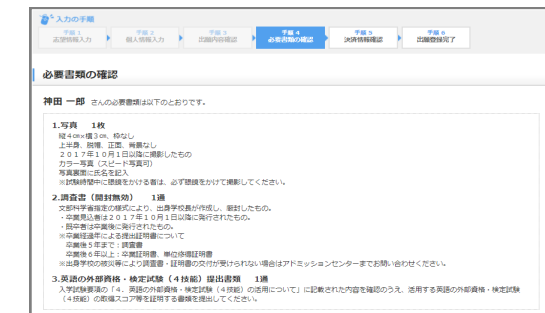 入力の手順
手順 1 手順 2 手順 3 手順 4 手順 5 手順 6
志望情報入力 個人情報入力 出願内容確認 必要書類の確認 決済情報確認 出願登録完了
必要書類の確認
神田 一郎 さんの必要書類は以下のとおりです。
1.写真 1枚
縦4cm×横3cm、枠なし
上半身、脱帽、正面、背景なし
2017年10月1日以降に撮影したもの
カラー写真（スピード写真可）
写真裏面に氏名を記入
※試験時間中に眼鏡をかける者は、必ず眼鏡をかけて撮影してください。
2.調査書（開封無効） 1通
文部科学省指定の様式により、出身学校長が作成し、厳封したもの。
・卒業見込者は2017年10月1日以降に発行されたもの。
・既卒者は卒業後に発行されたもの。
※卒業経過年による提出証明書について
卒業後5年まで：調査書
卒業後6年以上：卒業証明書、単位修得証明書
※出身学校の被災等により調査書・証明書の交付が受けられない場合はアドミッションセンターまでお問い合わせください。
3.英語の外部資格・検定試験（4技能）提出書類 1通
入学試験要項の「4．英語の外部資格・検定試験（4技能）の活用について」に記載された内容を確認のうえ、活用する英語の外部資格・検定試験
（4技能）の取得スコア等を証明する書類を提出してください。